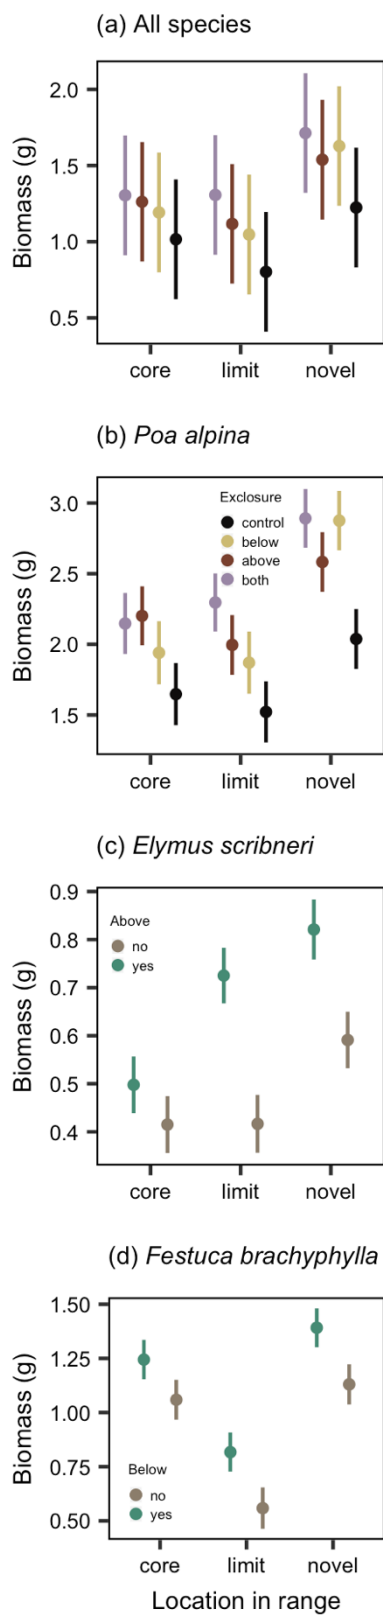 (a) All species
2.0
1.5
1.0
0.5
Biomass (g)
core limit novel
(b) Poa alpina
3.0
2.5
2.0
1.5
Biomass (g)
Exclosure
control
below
above
both
core limit novel
(c) Elymus scribneri
0.9
0.8
0.7
0.6
0.5
0.4
Biomass (g)
Above
no
yes
core limit novel
(d) Festuca brachyphylla
1.50
1.25
1.00
0.75
0.50
Biomass (g)
Below
no
yes
core limit novel
Location in range